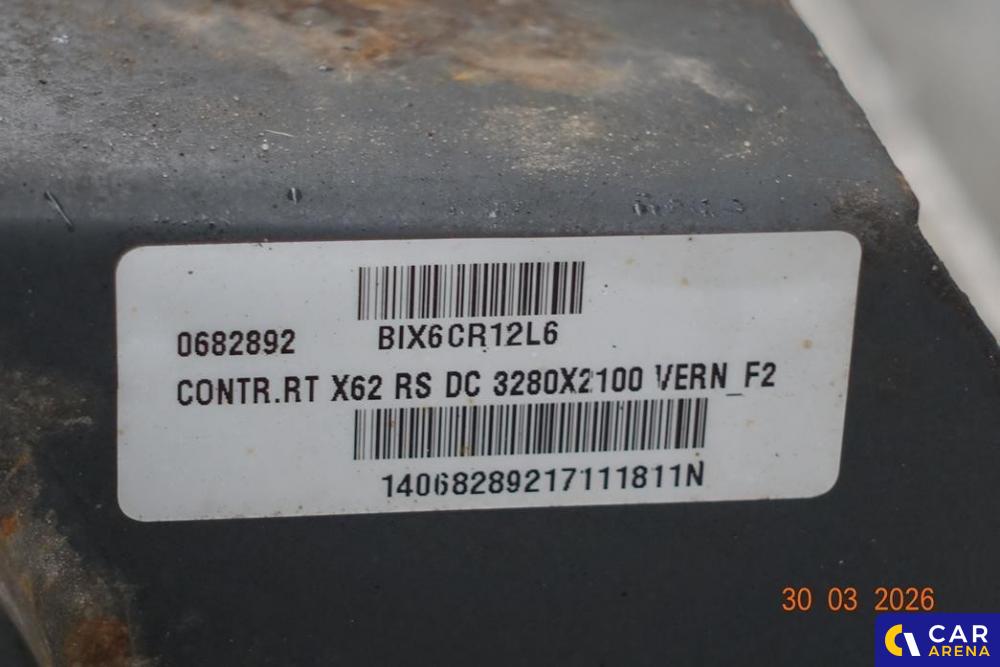 0682892 BIX6CR12L6
CONTR.RT X62 RS DC 3280X2100 VERN_F2
14068289217111811N
30 03 2026
CAR
ARENA